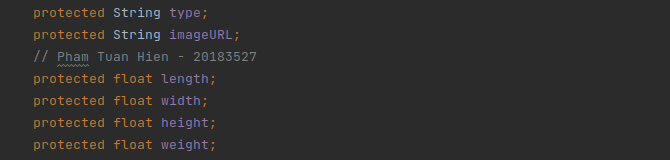 protected String type;
protected String imageURL;
// Pham Tuan Hien - 20183527
protected float length;
protected float width;
protected float height;
protected float weight;